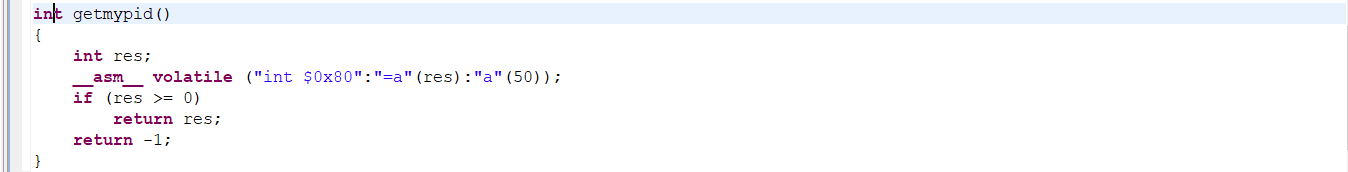 int getmypid()
{
    int res;
    __asm__ volatile ("int $0x80":"=a"(res):"a"(50));
    if (res >= 0)
        return res;
    return -1;
}